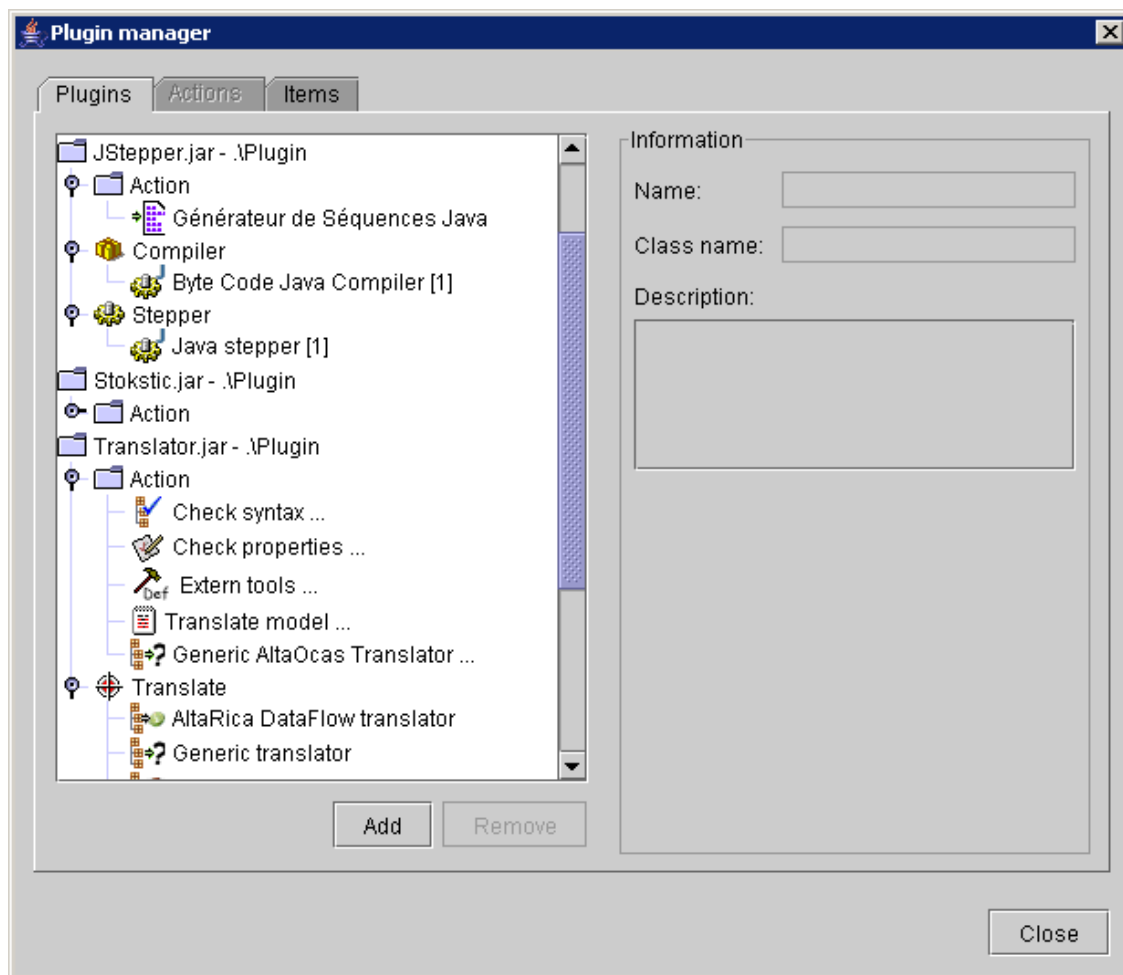 Plugin manager
Plugins Actions Items
JStepper.jar - .\Plugin
Action
Générateur de Séquences Java
Compiler
Byte Code Java Compiler [1]
Stepper
Java stepper [1]
Stokstic.jar - .\Plugin
Action
Translator.jar - .\Plugin
Action
Check syntax ...
Check properties ...
Def Extern tools ...
Translate model ...
Generic AltaOcas Translator ...
Translate
AltaRica DataFlow translator
Generic translator
Add Remove
Information
Name:
Class name:
Description:
Close